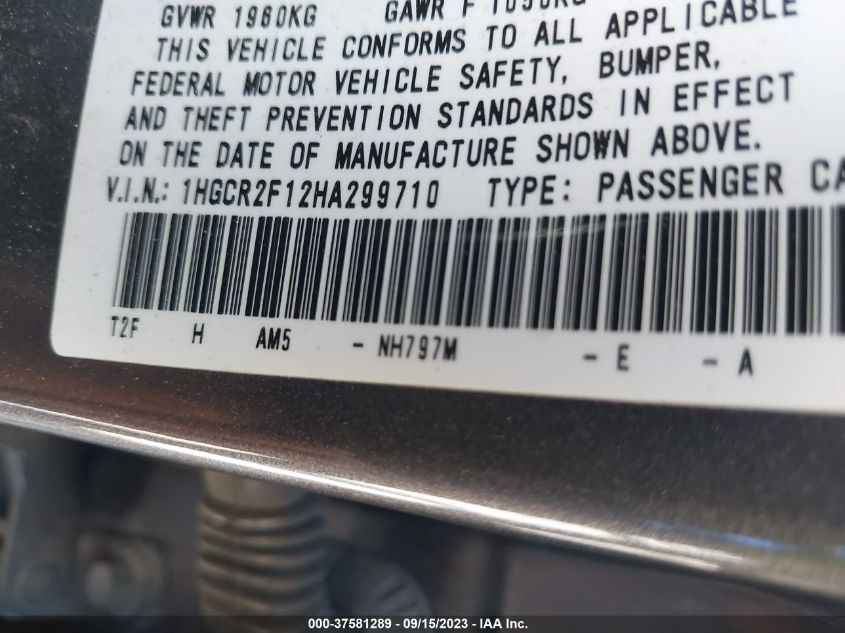 GVWR 1960KG GAWR F 1050KG
THIS VEHICLE CONFORMS TO ALL APPLICABLE
FEDERAL MOTOR VEHICLE SAFETY, BUMPER,
AND THEFT PREVENTION STANDARDS IN EFFECT
ON THE DATE OF MANUFACTURE SHOWN ABOVE.
V.I.N.: 1HGCR2F12HA299710 TYPE: PASSENGER CA
T2F H AM5 - NH797M - E - A
000-37581289 - 09/15/2023 - IAA Inc.